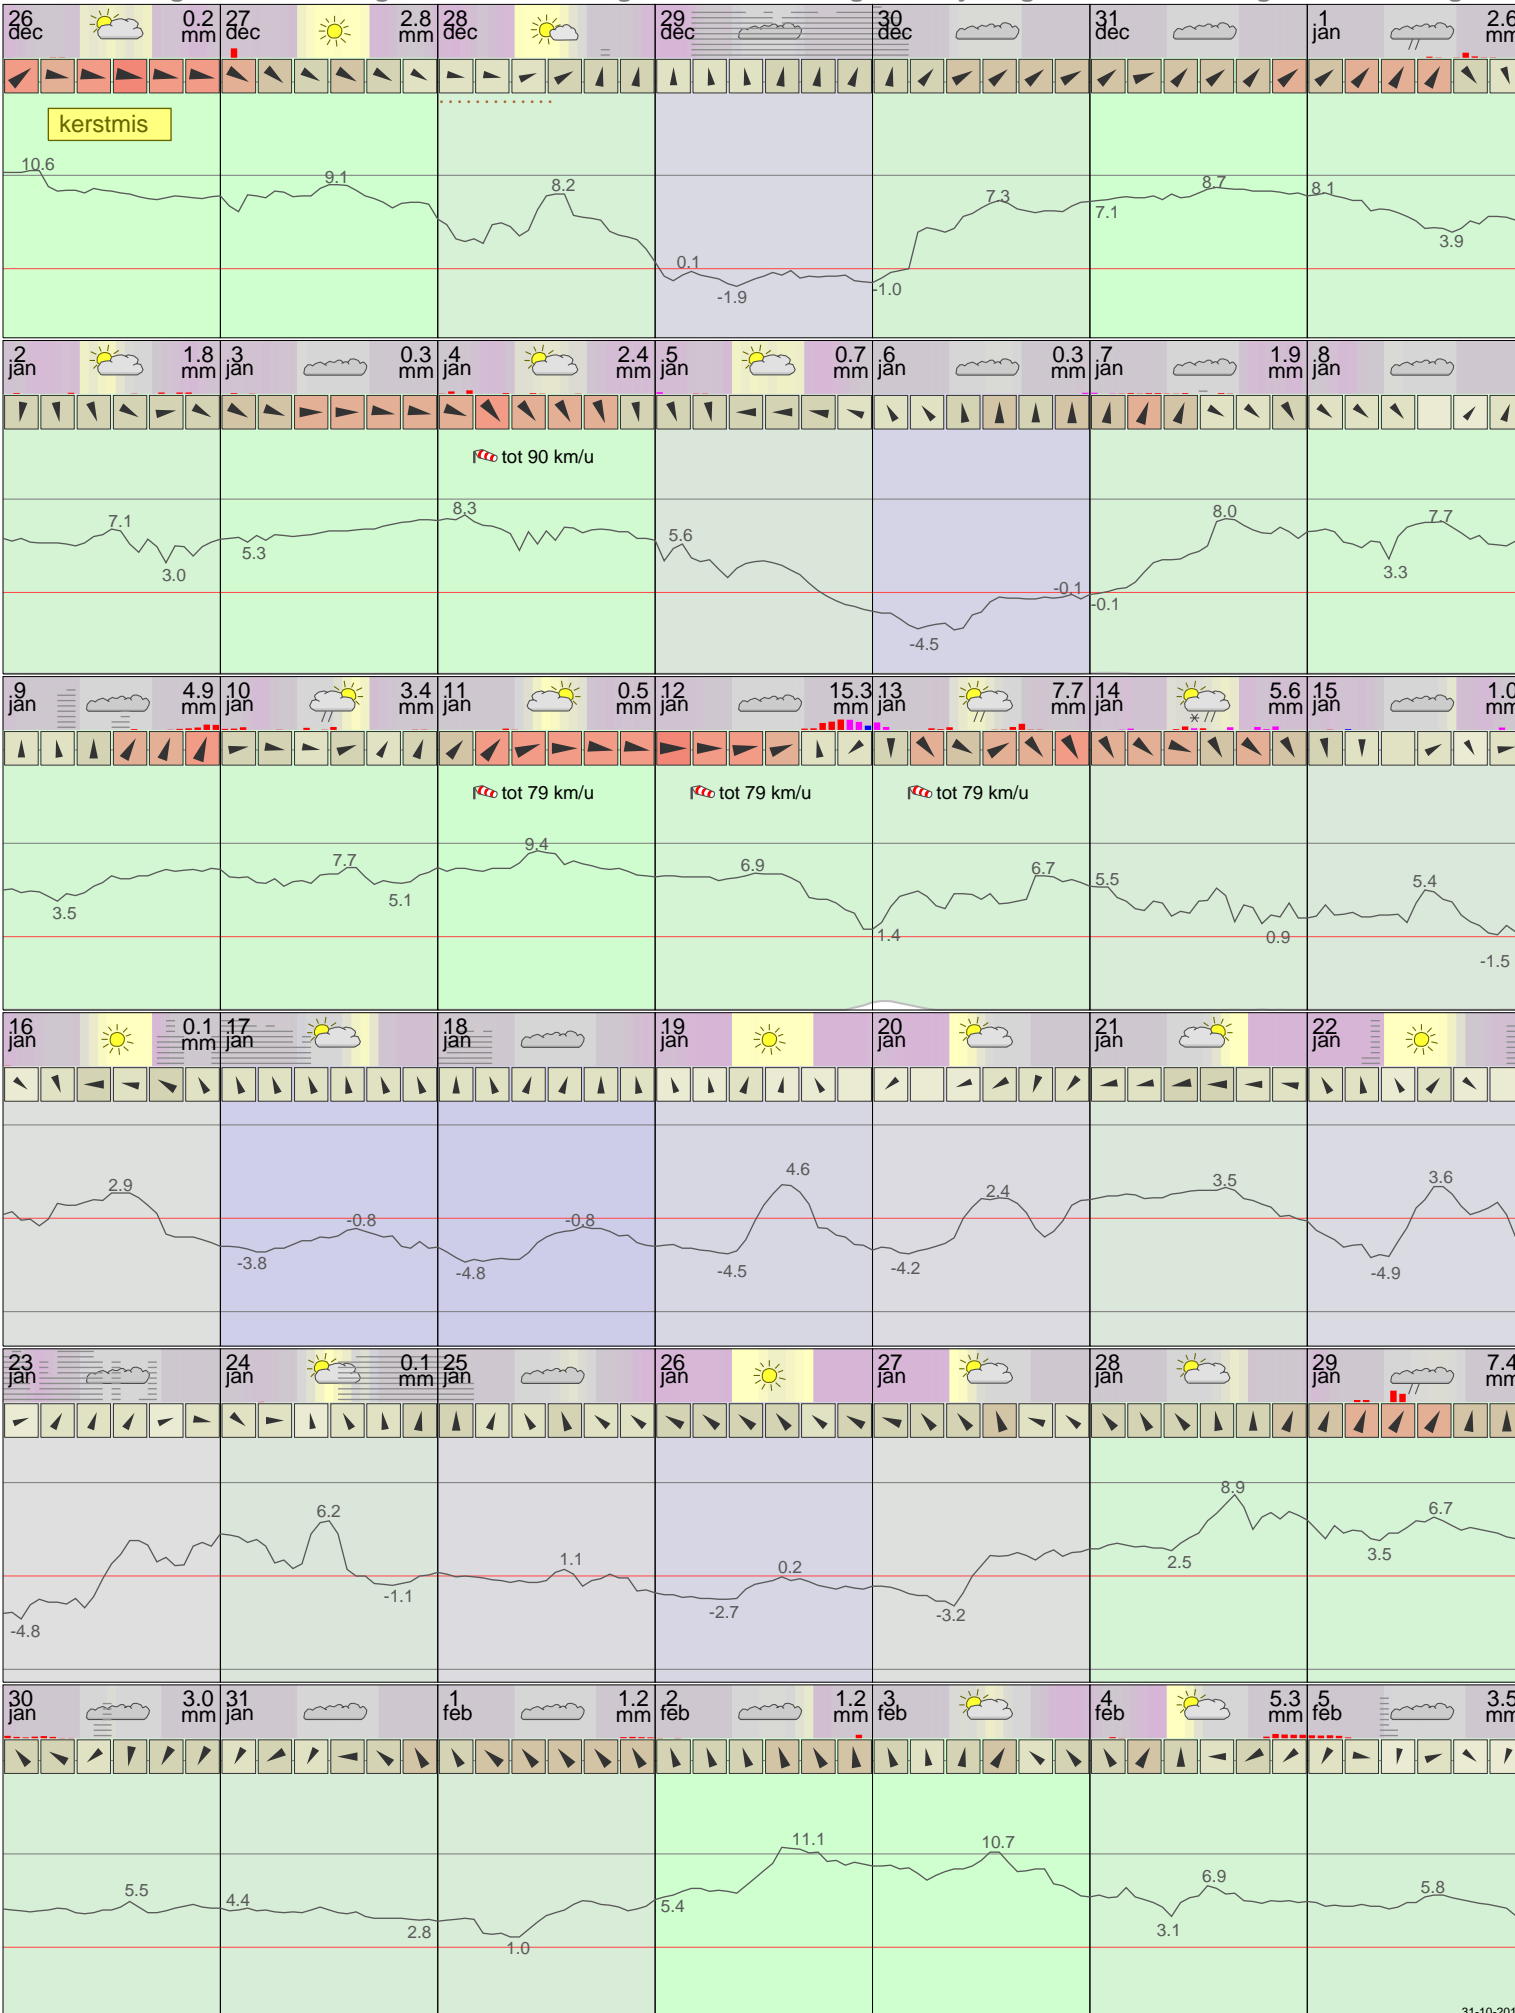 26 dec 0.2 mm 27 dec 2.8 mm 28 dec 29 dec 30 dec 31 dec 1 jan 2.6 mm
kerstmis
10.6 9.1 8.2 0.1 -1.9 -1.0 7.3 7.1 8.7 8.1 3.9
2 jan 1.8 mm 3 jan 0.3 mm 4 jan 2.4 mm 5 jan 0.7 mm 6 jan 0.3 mm 7 jan 1.9 mm 8 jan
tot 90 km/u
7.1 3.0 5.3 8.3 5.6 -4.5 -0.1 -0.1 8.0 3.3 7.7
9 jan 4.9 mm 10 jan 3.4 mm 11 jan 0.5 mm 12 jan 15.3 mm 13 jan 7.7 mm 14 jan 5.6 mm 15 jan 1.0 mm
tot 79 km/u tot 79 km/u tot 79 km/u
3.5 7.7 5.1 9.4 6.9 1.4 6.7 5.5 0.9 5.4 -1.5
16 jan 0.1 mm 17 jan 18 jan 19 jan 20 jan 21 jan 22 jan
2.9 -3.8 -0.8 -4.8 -0.8 -4.5 4.6 -4.2 2.4 3.5 -4.9 3.6
23 jan 24 jan 0.1 mm 25 jan 26 jan 27 jan 28 jan 29 jan 7.4 mm
-4.8 6.2 -1.1 1.1 -2.7 0.2 -3.2 2.5 8.9 3.5 6.7
30 jan 3.0 mm 31 jan 1 feb 1.2 mm 2 feb 1.2 mm 3 feb 4 feb 5.3 mm 5 feb 3.5 mm
5.5 4.4 2.8 1.0 5.4 11.1 10.7 3.1 6.9 5.8
31-10-201